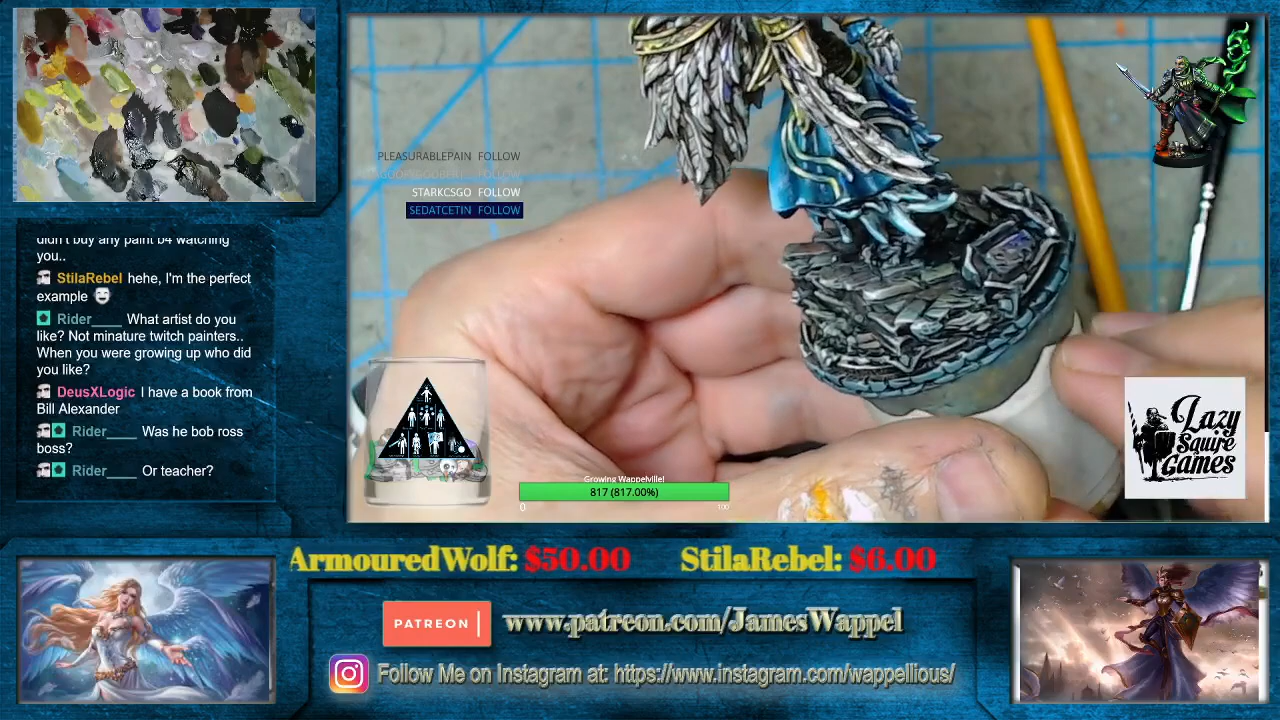 didn't buy any paint b4 watching
you..
StilaRebel hehe, I'm the perfect
example
Rider____ What artist do you
like? Not minature twitch painters..
When you were growing up who did
you like?
DeusXLogic I have a book from
Bill Alexander
Rider____ Was he bob ross
boss?
Rider____ Or teacher?
PLEASURABLEPAIN FOLLOW
STARKCSGO FOLLOW
SEDATCETIN FOLLOW
Growing Wappelville!
817 (817.00%)
0
100
Lazy
Squire
Games
ArmouredWolf: $50.00 StilaRebel: $6.00
PATREON
www.patreon.com/JamesWappel
Follow Me on Instagram at: https://www.instagram.com/wappellious/